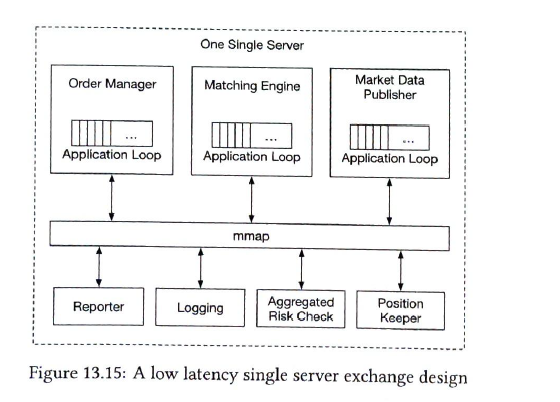 One Single Server
Order Manager
Matching Engine
Market Data
Publisher
...
...
...
Application Loop
Application Loop
Application Loop
mmap
Reporter
Logging
Aggregated
Risk Check
Position
Keeper
Figure 13.15: A low latency single server exchange design